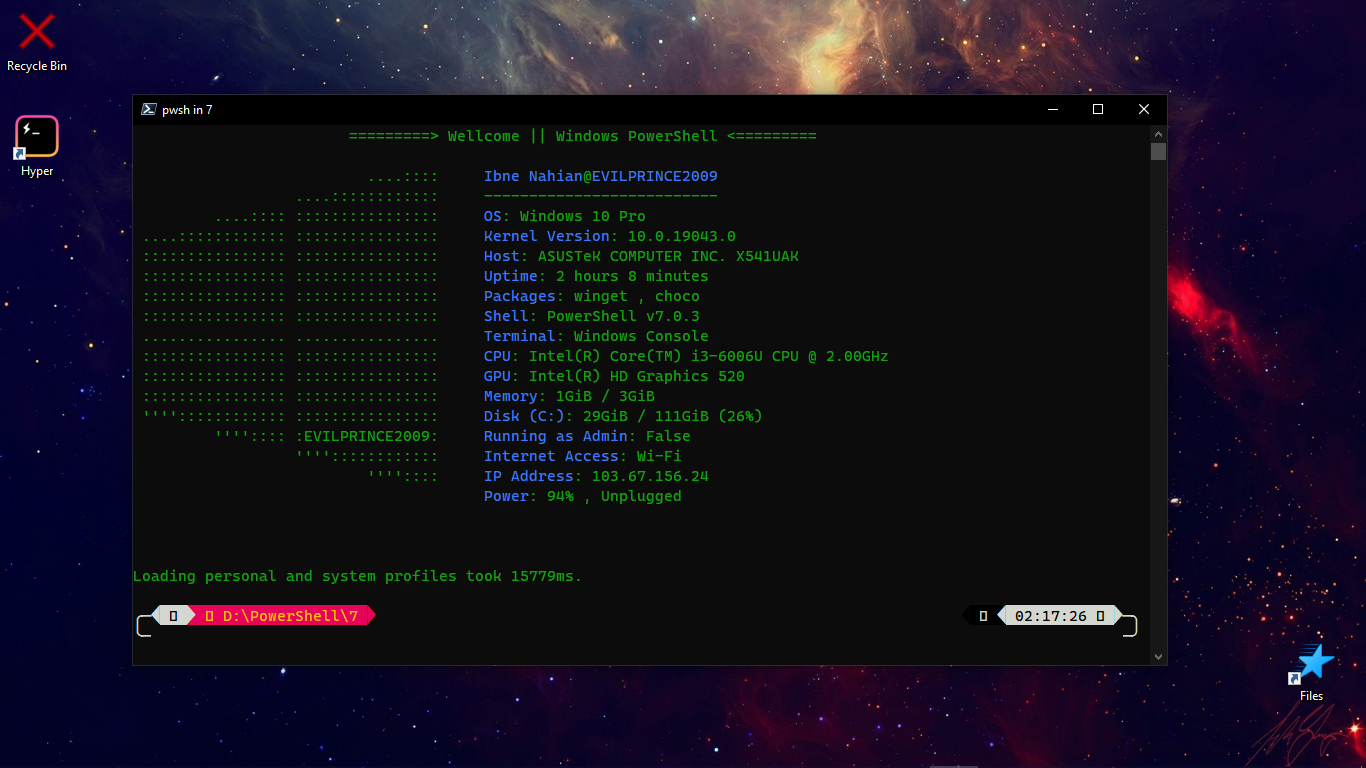 Recycle Bin
Hyper
pwsh in 7
=========> Wellcome || Windows PowerShell <=========
Ibne Nahian@EVILPRINCE2009
--------------------------
OS: Windows 10 Pro
Kernel Version: 10.0.19043.0
Host: ASUSTeK COMPUTER INC. X541UAK
Uptime: 2 hours 8 minutes
Packages: winget , choco
Shell: PowerShell v7.0.3
Terminal: Windows Console
CPU: Intel(R) Core(TM) i3-6006U CPU @ 2.00GHz
GPU: Intel(R) HD Graphics 520
Memory: 1GiB / 3GiB
Disk (C:): 29GiB / 111GiB (26%)
:EVILPRINCE2009: Running as Admin: False
Internet Access: Wi-Fi
IP Address: 103.67.156.24
Power: 94% , Unplugged
Loading personal and system profiles took 15779ms.
D:\PowerShell\7 02:17:26
Files